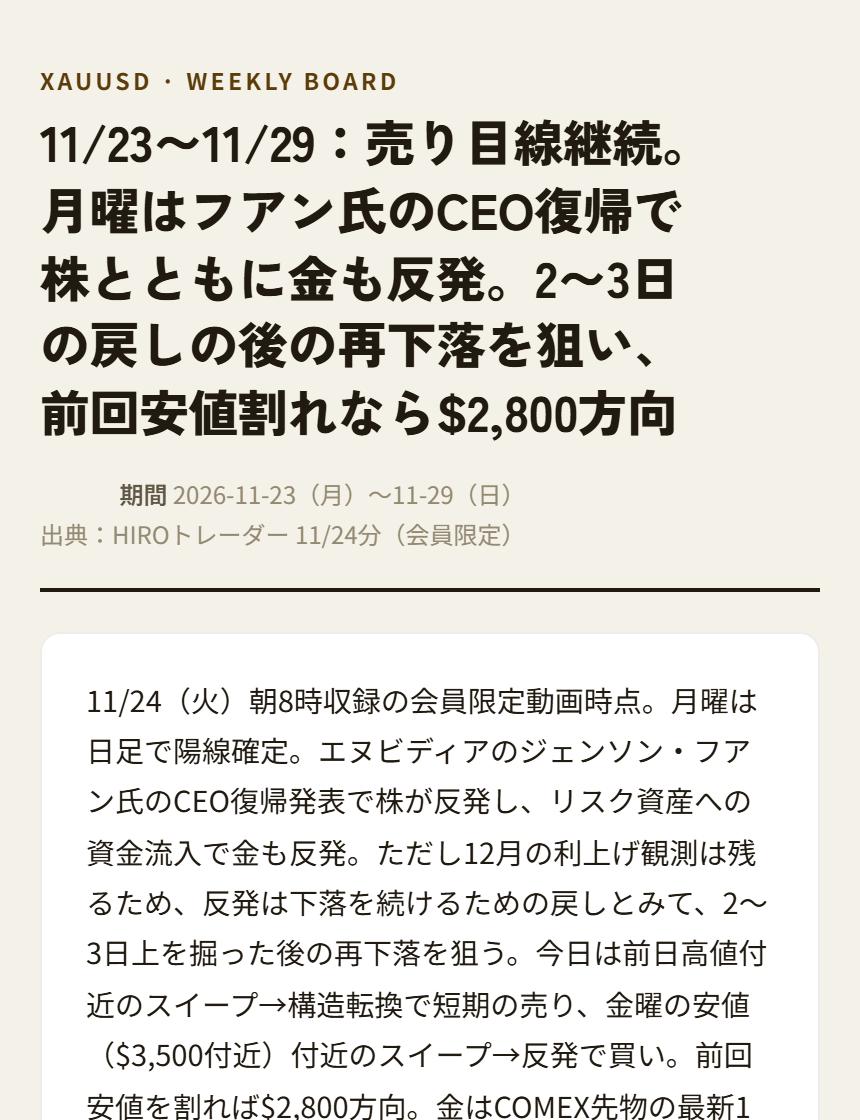 XAUUSD · WEEKLY BOARD
11/23〜11/29：売り目線継続。
月曜はフアン氏のCEO復帰で
株とともに金も反発。2〜3日
の戻しの後の再下落を狙い、
前回安値割れなら$2,800方向
期間 2026-11-23（月）〜11-29（日）
出典：HIROトレーダー 11/24分（会員限定）
11/24（火）朝8時収録の会員限定動画時点。月曜は
日足で陽線確定。エヌビディアのジェンソン・フア
ン氏のCEO復帰発表で株が反発し、リスク資産への
資金流入で金も反発。ただし12月の利上げ観測は残
るため、反発は下落を続けるための戻しとみて、2〜
3日上を掘った後の再下落を狙う。今日は前日高値付
近のスイープ→構造転換で短期の売り、金曜の安値
（$3,500付近）付近のスイープ→反発で買い。前回
安値を割れば$2,800方向。金はCOMEX先物の最新1